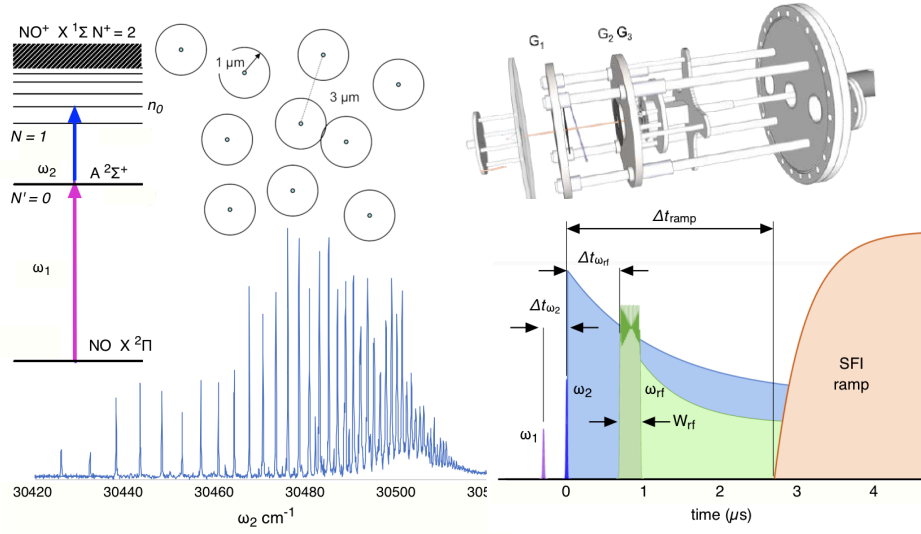 NO⁺ X ¹Σ N⁺ = 2
n₀
N = 1
ω₂
A ²Σ⁺
N' = 0
ω₁
NO X ²Π
1 µm
3 µm
30420
30440
30460
30480
30500
305
ω₂ cm⁻¹
G₁
G₂ G₃
Δt_ramp
Δt_ω_rf
Δt_ω₂
ω₁
ω₂
ω_rf
W_rf
SFI
ramp
0
1
2
3
4
time (µs)